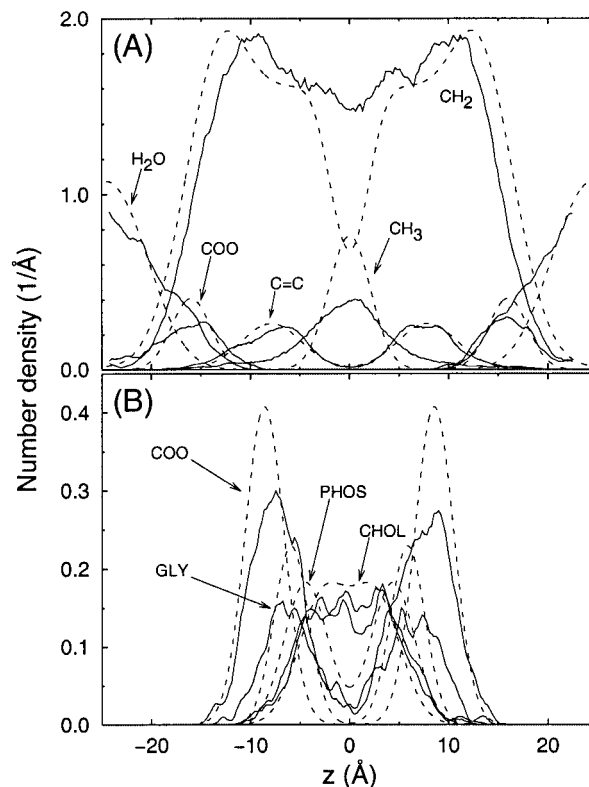 (A)
2.0
CH2
H2O
1.0
COO
C=C
CH3
0.0
Number density (1/Å)
(B)
0.4
COO
PHOS
0.3
CHOL
GLY
0.2
0.1
0.0
−20 −10 0 10 20
z (Å)